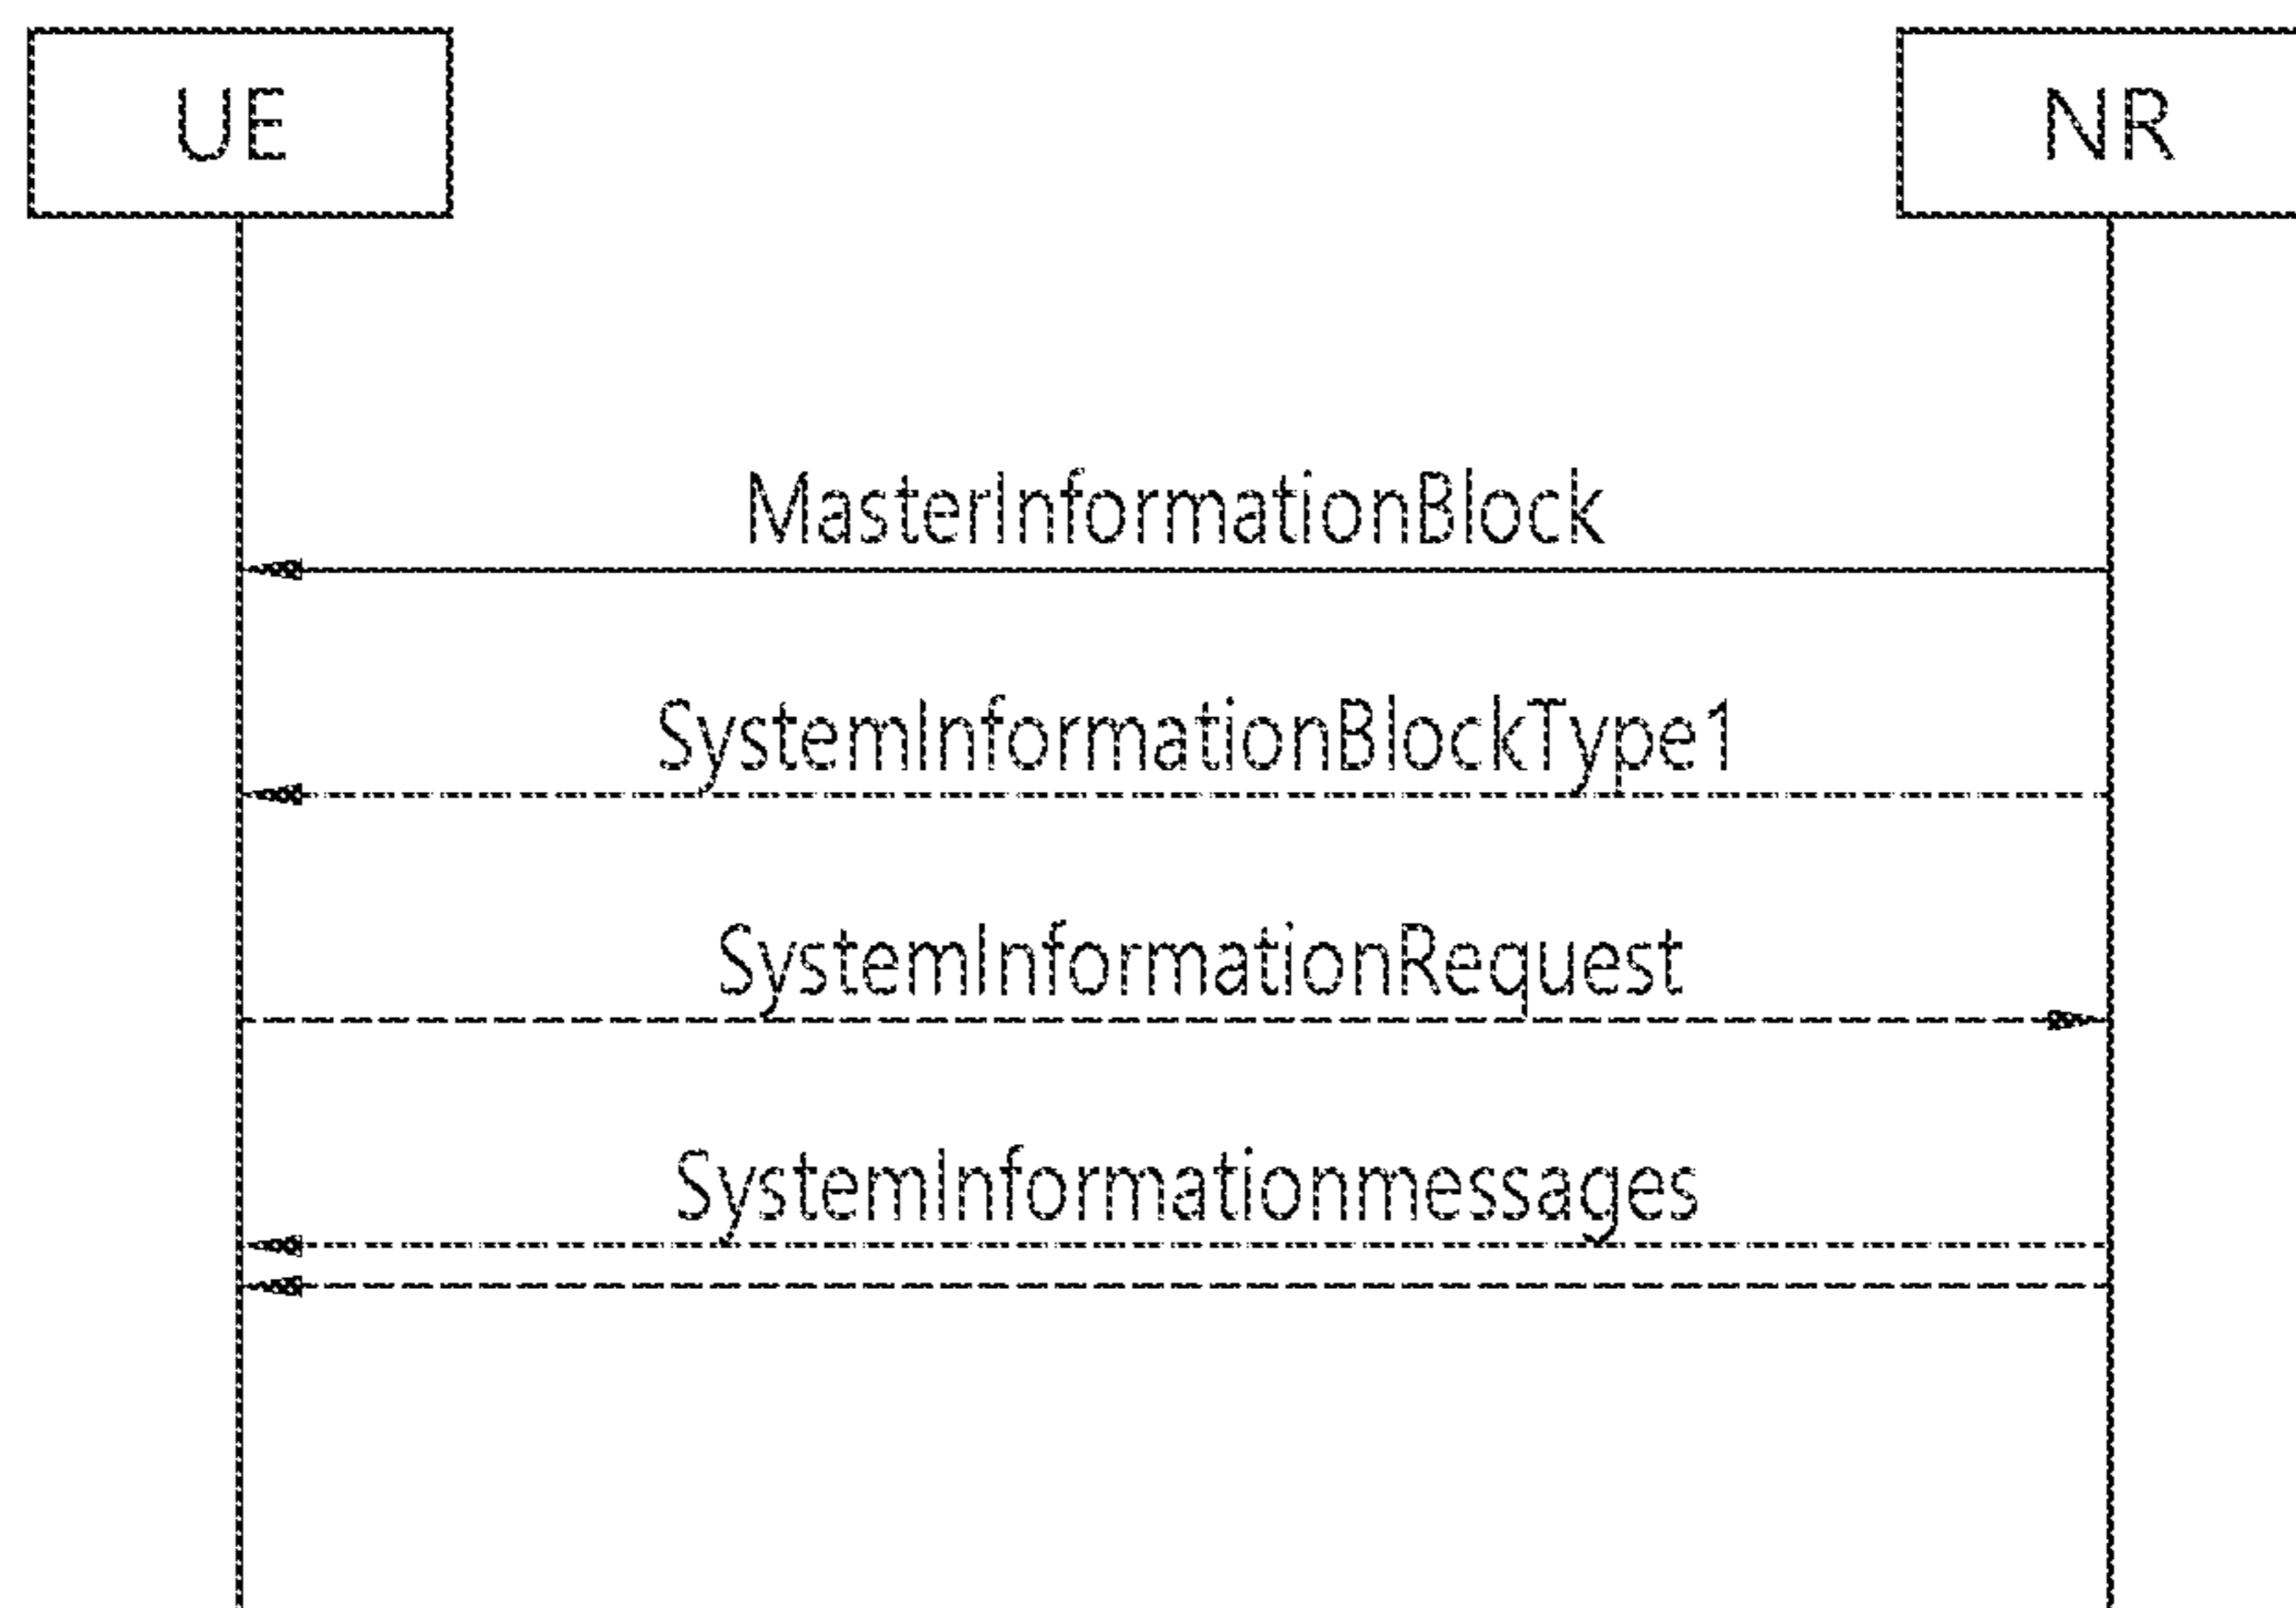 UE
NR
MasterInformationBlock
SystemInformationBlockType1
SystemInformationRequest
SystemInformationmessages